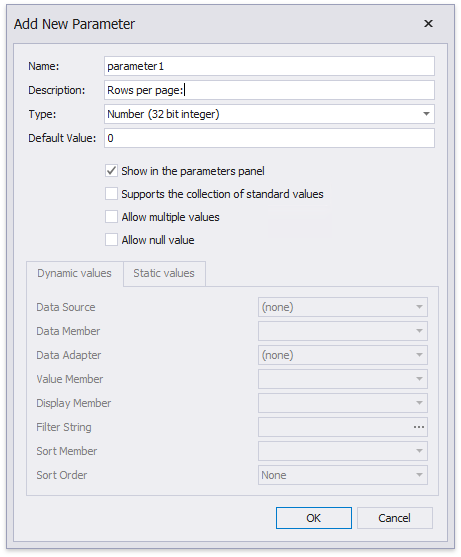 Add New Parameter
Name: parameter1
Description: Rows per page:
Type: Number (32 bit integer)
Default Value: 0
Show in the parameters panel
Supports the collection of standard values
Allow multiple values
Allow null value
Dynamic values Static values
Data Source (none)
Data Member
Data Adapter (none)
Value Member
Display Member
Filter String ...
Sort Member
Sort Order None
OK Cancel